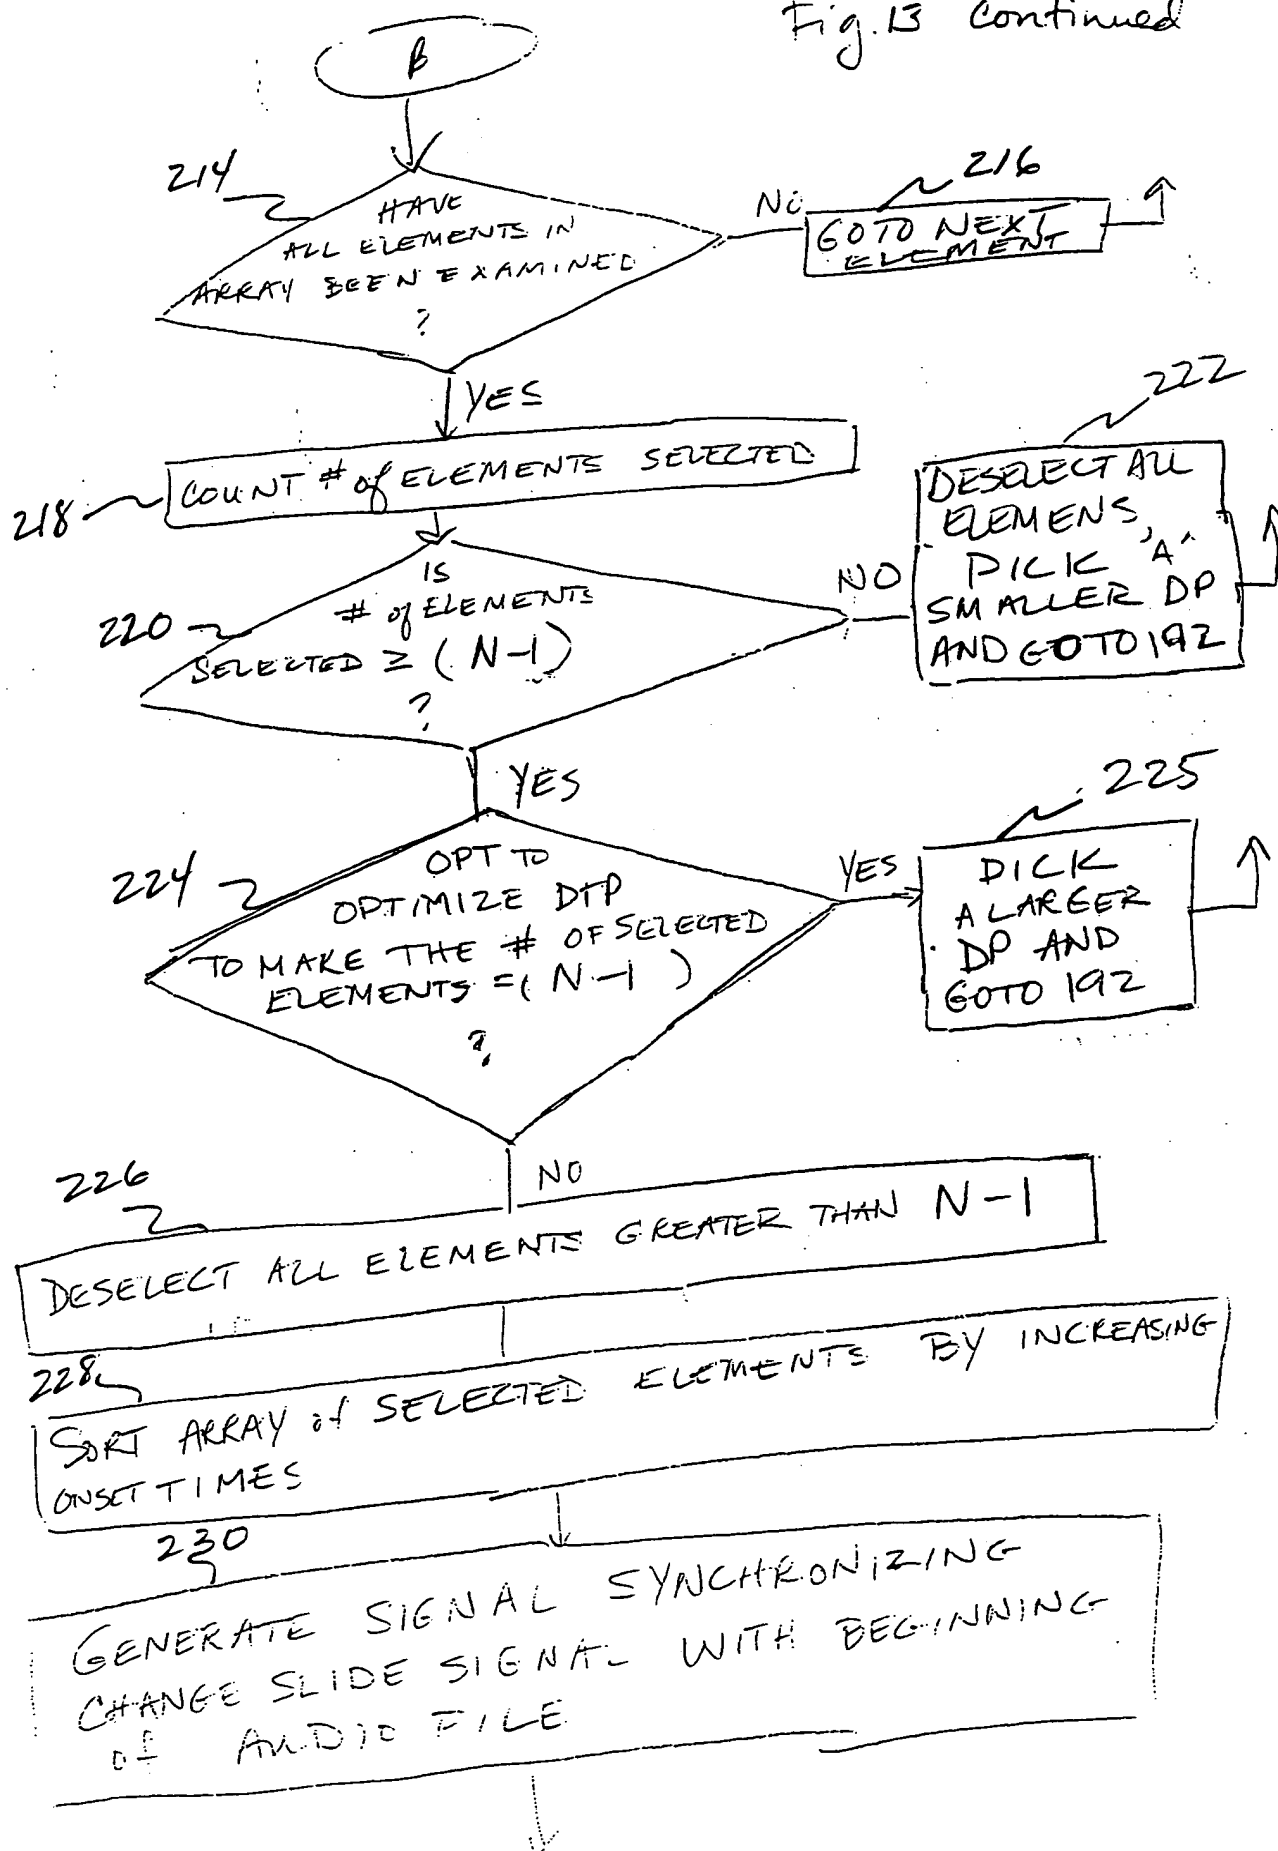 Fig. 13 Continued
B
214
HAVE
ALL ELEMENTS IN
ARRAY BEEN EXAMINED
?
NO
216
GOTO NEXT
ELEMENT
YES
218
COUNT # of ELEMENTS SELECTED
220
IS
# of ELEMENTS
SELECTED ≥ (N-1)
?
NO
222
DESELECT ALL
ELEMENS,
PICK "A"
SMALLER DP
AND GOTO 192
YES
224
OPT TO
OPTIMIZE DTP
TO MAKE THE # OF SELECTED
ELEMENTS = (N-1)
?
YES
225
PICK
A LARGER
DP AND
GOTO 192
NO
226
DESELECT ALL ELEMENTS GREATER THAN N-1
228
SORT ARRAY of SELECTED ELEMENTS BY INCREASING
ONSET TIMES
230
GENERATE SIGNAL SYNCHRONIZING
CHANGE SLIDE SIGNAL WITH BEGINNING
of AUDIO FILE